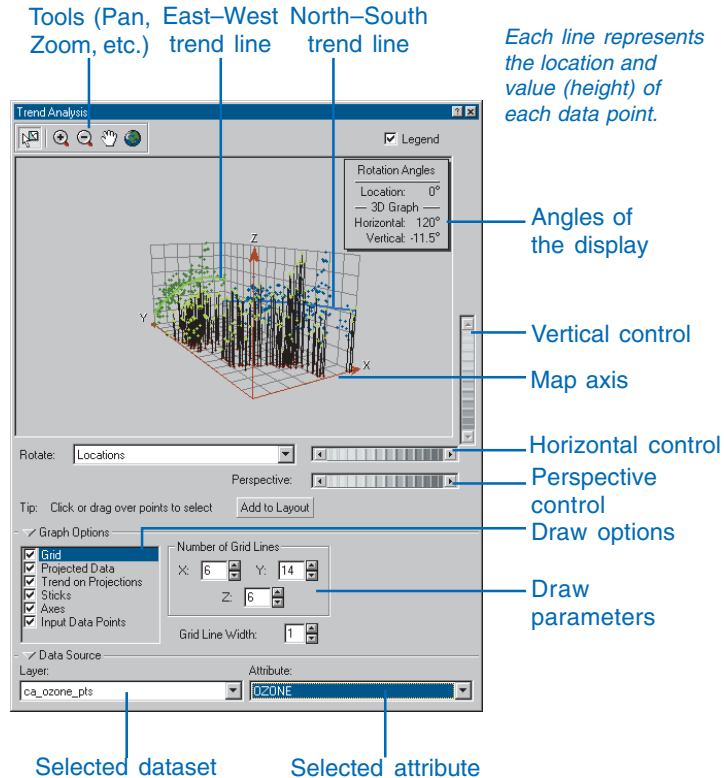 Tools (Pan,
Zoom, etc.)
East–West
trend line
North–South
trend line
Each line represents
the location and
value (height) of
each data point.
Trend Analysis
Legend
Rotation Angles
Location: 0°
3D Graph
Horizontal: 120°
Vertical: -11.5°
Z
Y
X
Angles of
the display
Vertical control
Map axis
Rotate: Locations
Horizontal control
Perspective:
Perspective
control
Tip: Click or drag over points to select
Add to Layout
Draw options
Graph Options
Grid
Projected Data
Trend on Projections
Sticks
Axes
Input Data Points
Number of Grid Lines
X: 6 Y: 14
Z: 6
Grid Line Width: 1
Draw
parameters
Data Source
Layer: Attribute:
ca_ozone_pts OZONE
Selected dataset Selected attribute